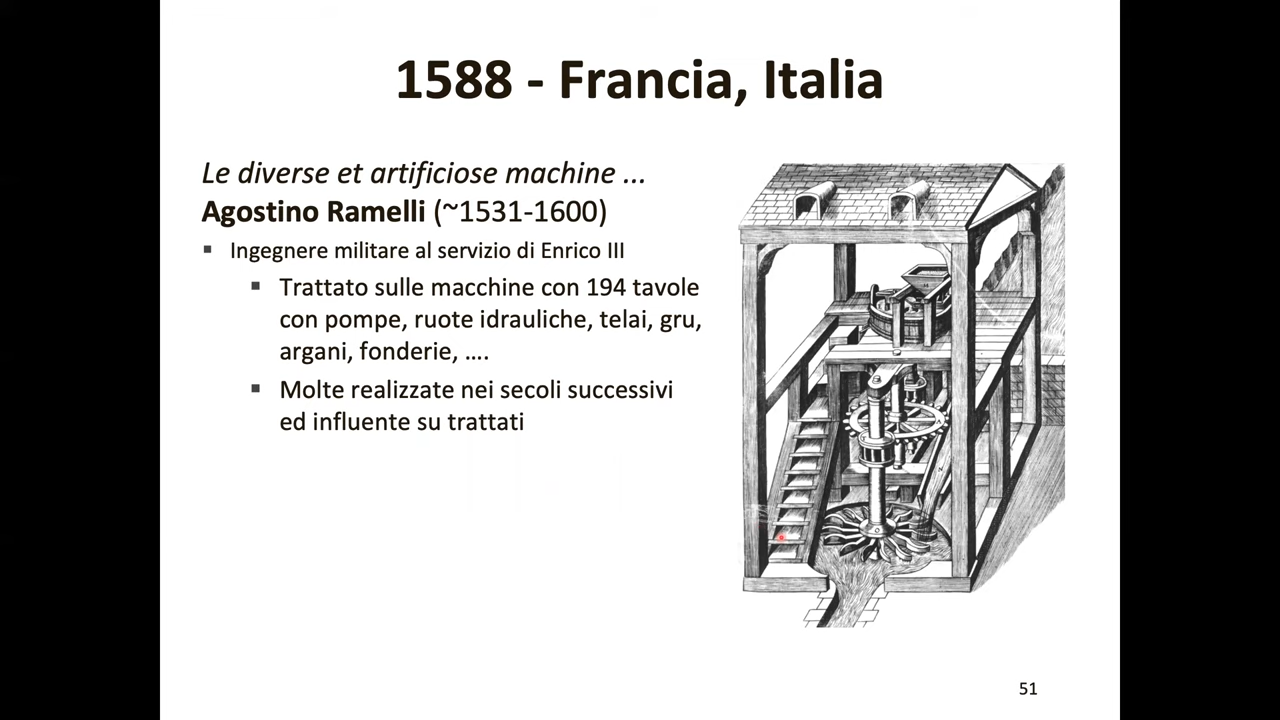 1588 - Francia, Italia
Le diverse et artificiose machine ...
Agostino Ramelli (~1531-1600)
▪ Ingegnere militare al servizio di Enrico III
▪ Trattato sulle macchine con 194 tavole
con pompe, ruote idrauliche, telai, gru,
argani, fonderie, ....
▪ Molte realizzate nei secoli successivi
ed influente su trattati
51